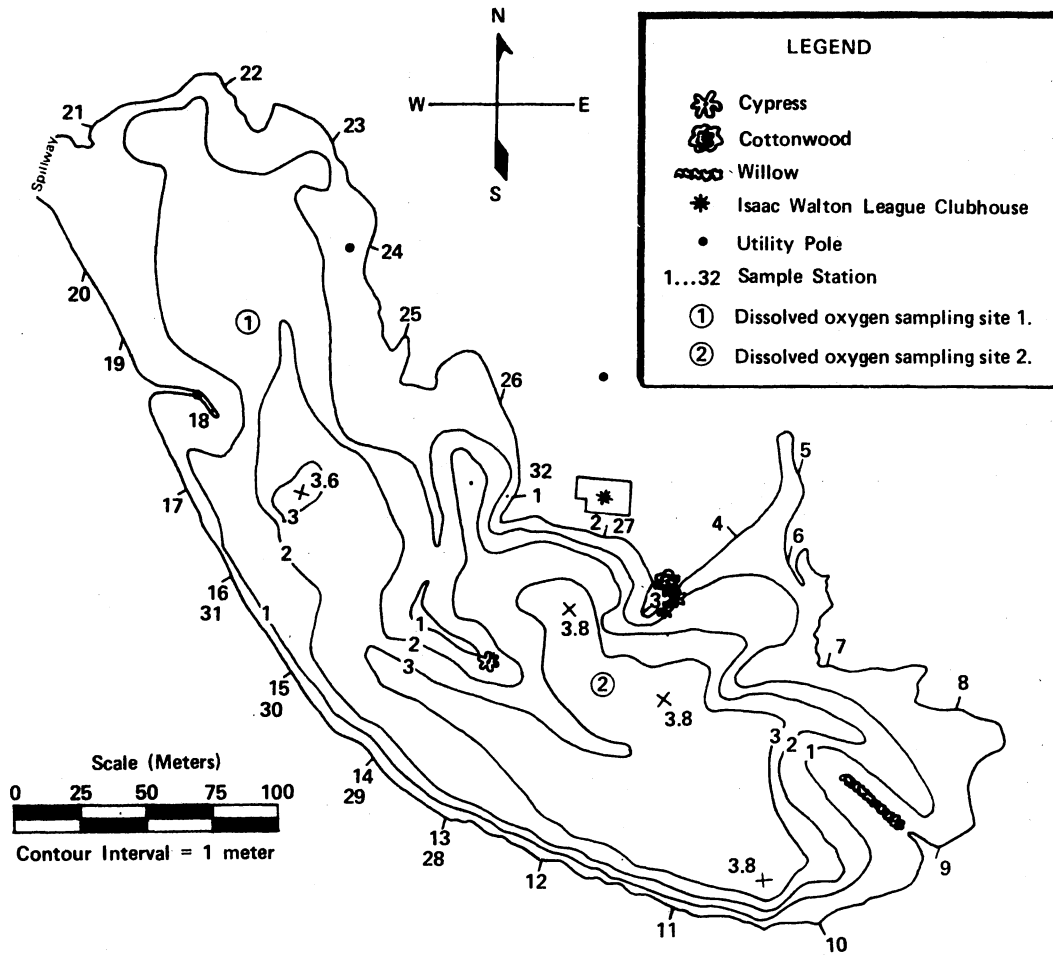 N
W
E
S
LEGEND
Cypress
Cottonwood
Willow
Isaac Walton League Clubhouse
Utility Pole
1...32 Sample Station
1 Dissolved oxygen sampling site 1.
2 Dissolved oxygen sampling site 2.
22
21
23
Spillway
24
20
1
25
19
26
18
32
1
5
3.6
3
17
2 27
4
2
6
16
31
1
3
3.8
1
2
3
7
15
30
2
8
3.8
3 2 1
14
29
Scale (Meters)
0 25 50 75 100
Contour Interval = 1 meter
13
28
12
3.8
9
11
10